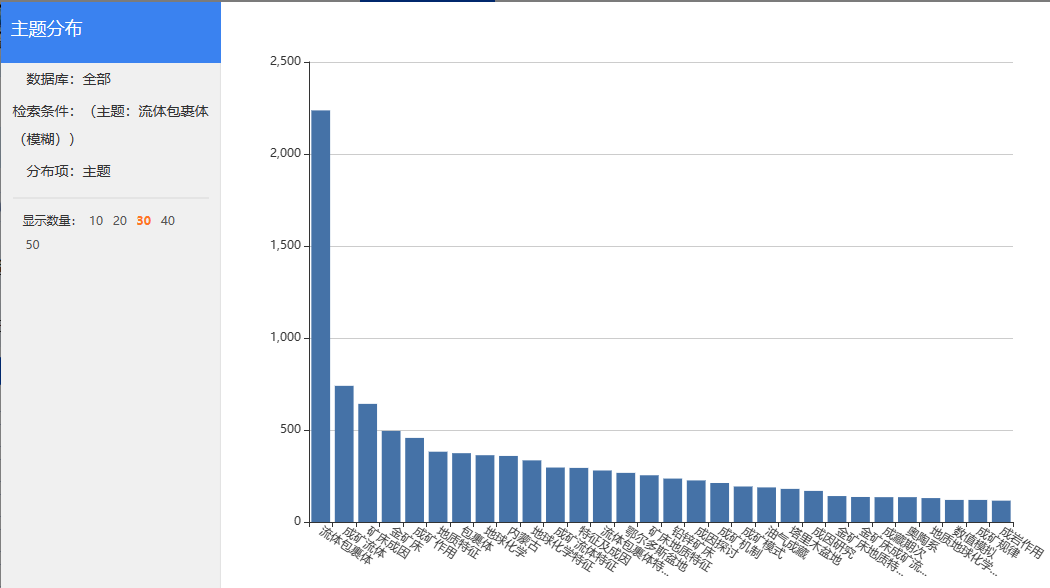 主题分布
数据库：全部
检索条件：（主题：流体包裹体
（模糊））
分布项：主题
显示数量： 10 20 30 40
50
2,500
2,000
1,500
1,000
500
0
流体包裹体
成矿流体
矿床成因
金矿床
成矿作用
地质特征
包裹体
地球化学
内蒙古
地球化学特征
成矿流体特征
特征及成因
流体包裹体特...
鄂尔多斯盆地
矿床地质特征
铅锌矿床
成因探讨
成矿机制
成矿模式
油气成藏
塔里木盆地
成因研究
金矿床地质特...
金矿床成矿流...
成藏期次
奥陶系
地质地球化学...
数值模拟
成矿规律
成岩作用